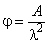 φ = A / λ²